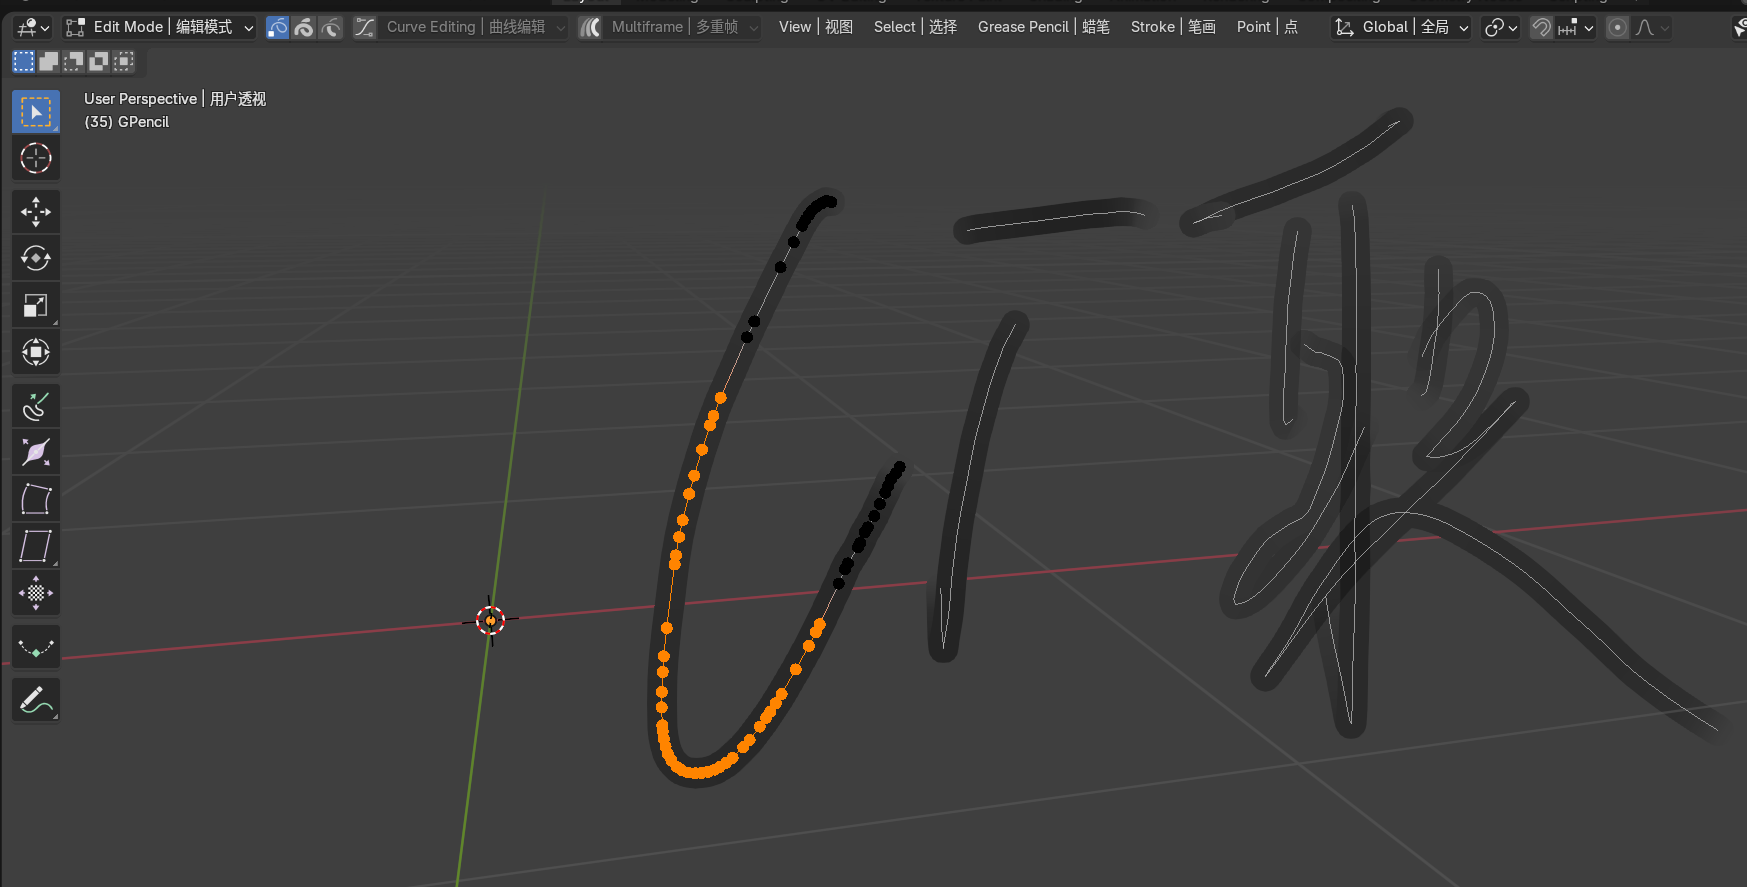 Edit Mode | 编辑模式 Curve Editing | 曲线编辑 Multiframe | 多重帧 View | 视图 Select | 选择 Grease Pencil | 蜡笔 Stroke | 笔画 Point | 点 Global | 全局
User Perspective | 用户透视
(35) GPencil